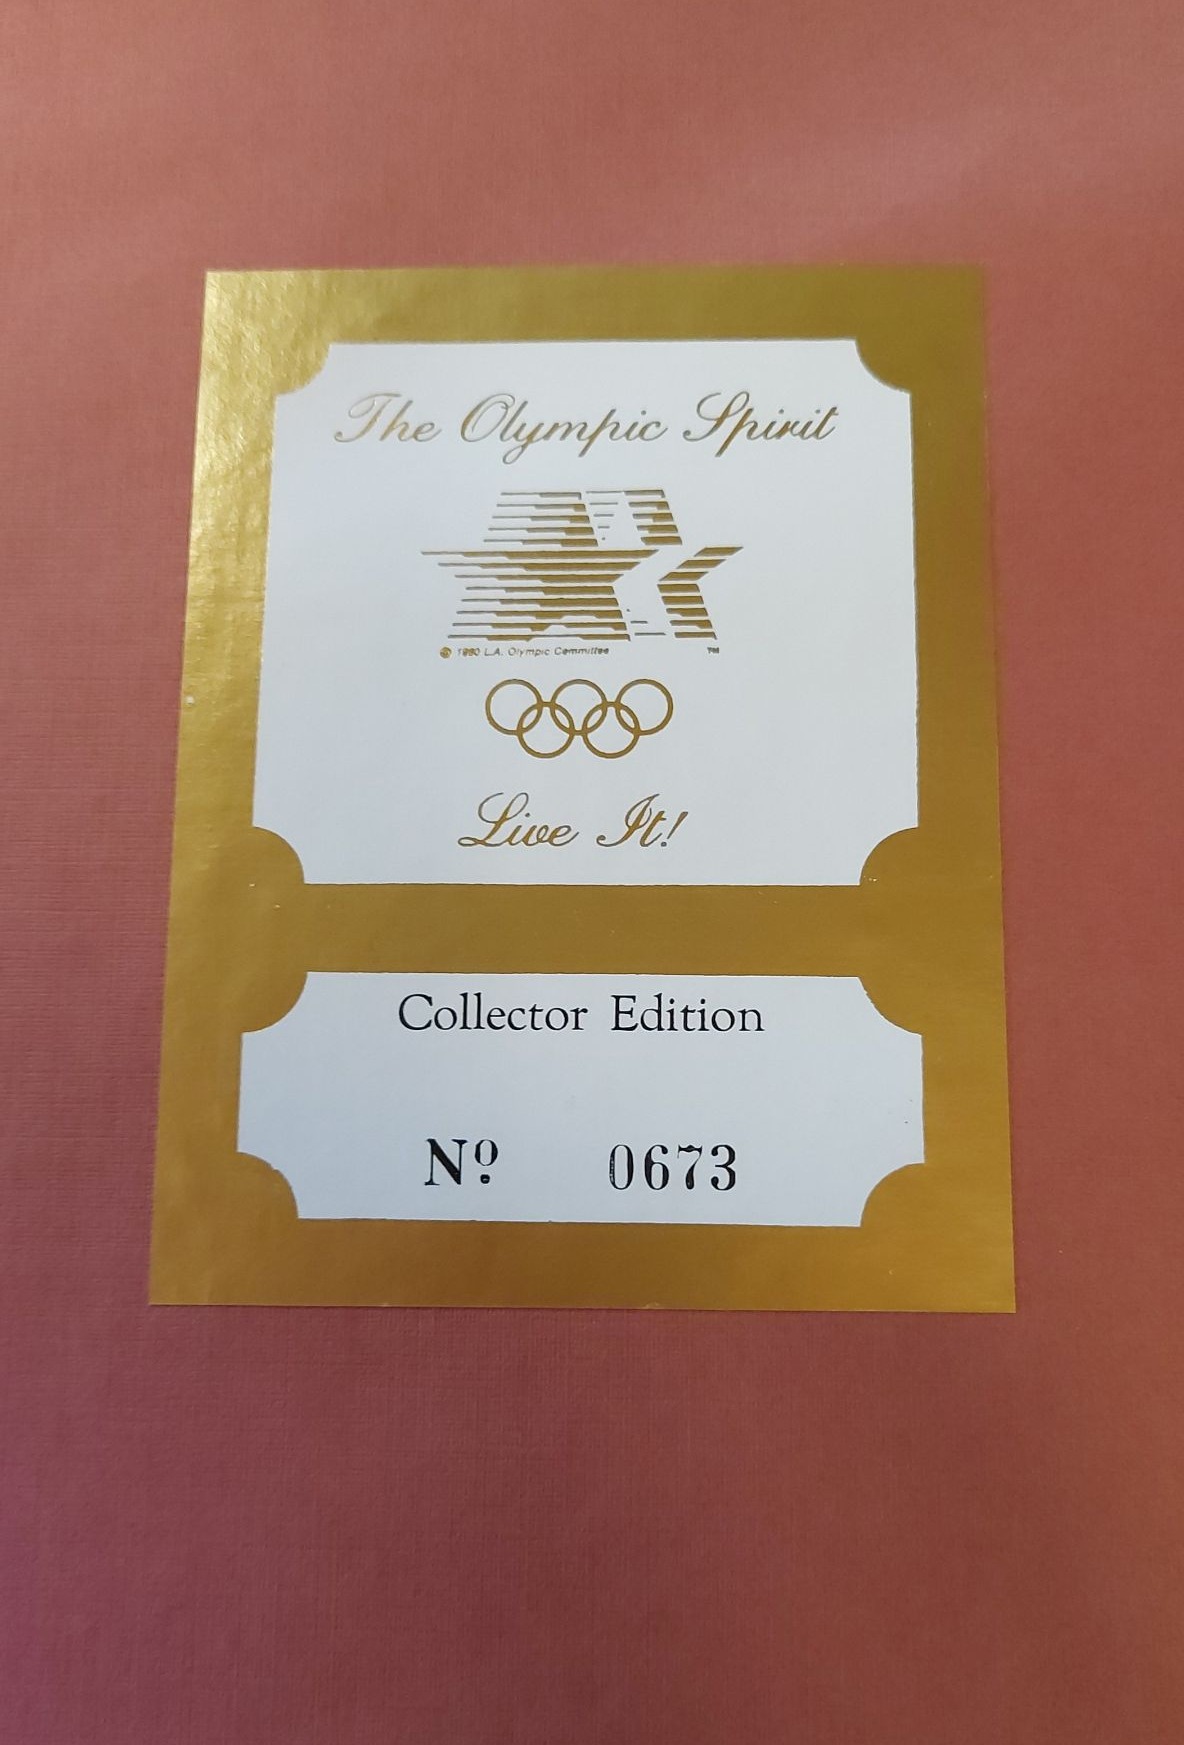 The Olympic Spirit
© 1980 L.A. Olympic Committee TM
Live It!
Collector Edition
Nº 0673